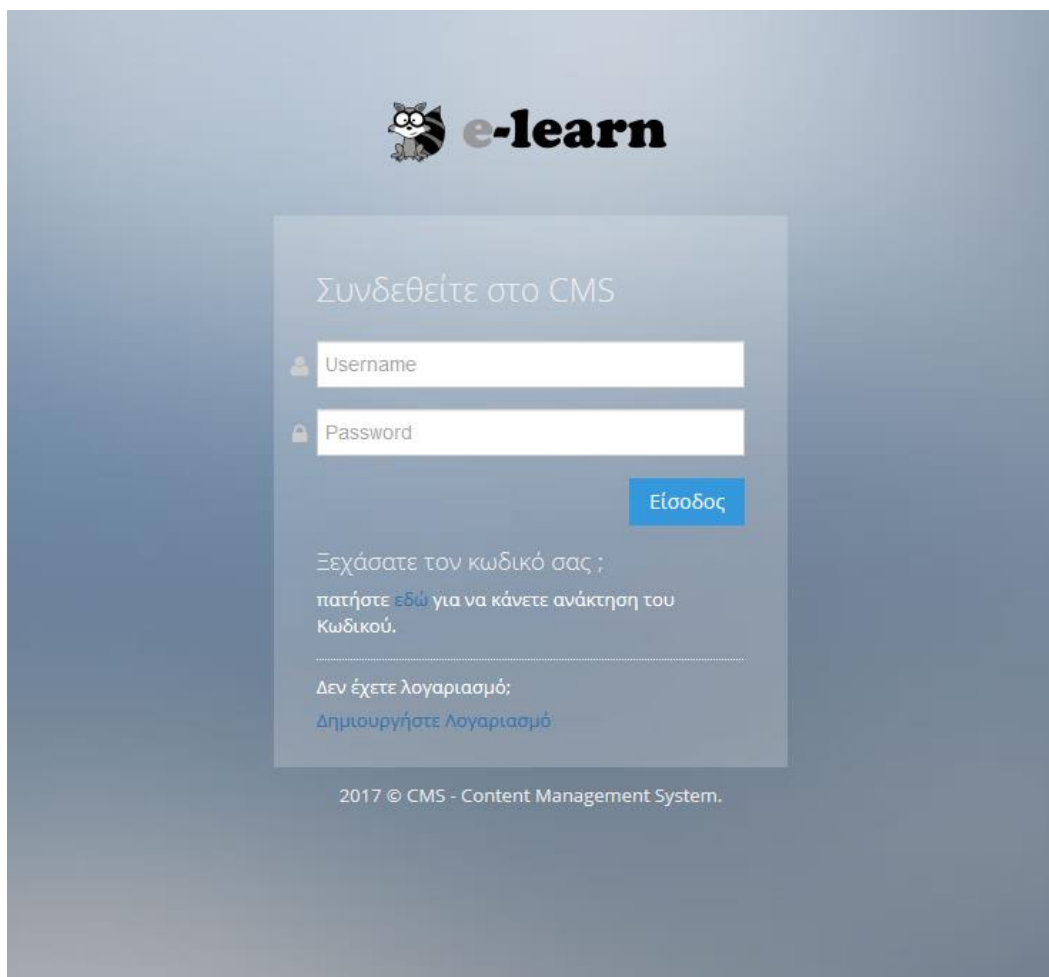 e-learn
Συνδεθείτε στο CMS
Username
Password
Είσοδος
Ξεχάσατε τον κωδικό σας ;
πατήστε εδώ για να κάνετε ανάκτηση του
Κωδικού.
Δεν έχετε λογαριασμό;
Δημιουργήστε Λογαριασμό
2017 © CMS - Content Management System.